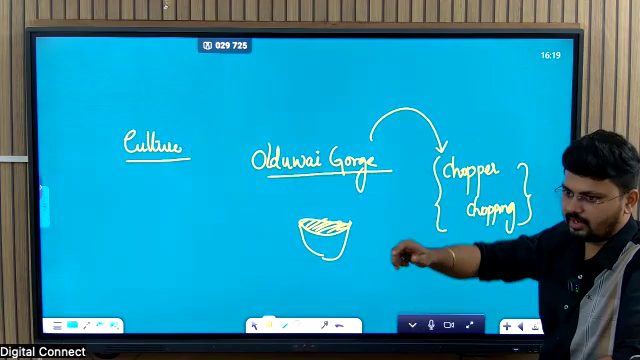 029 725
16:19
Culture
Olduwai Gorge
Chopper
Chopping
Digital Connect